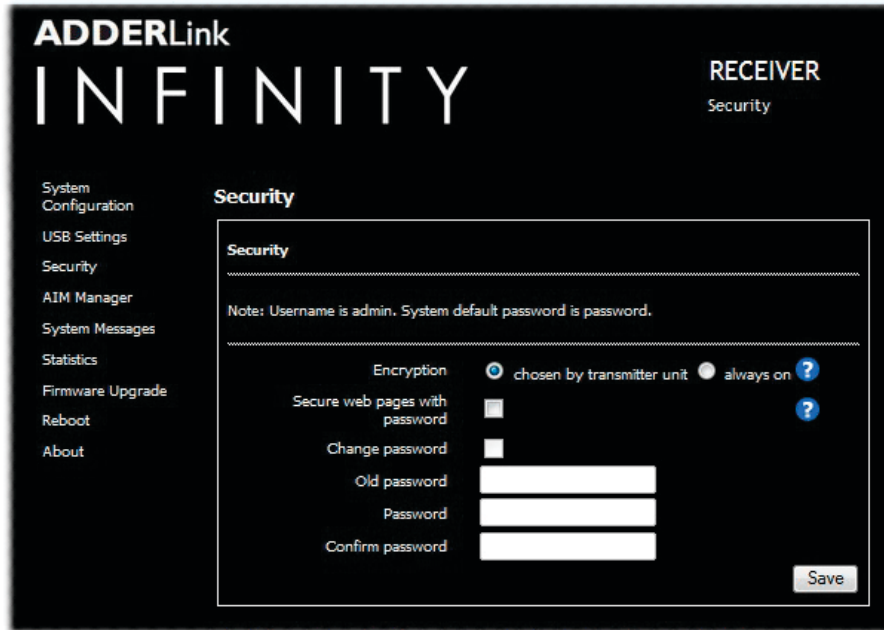 ADDERLink
INFINITY
RECEIVER
Security
System
Configuration
USB Settings
Security
AIM Manager
System Messages
Statistics
Firmware Upgrade
Reboot
About
Security
Security
Note: Username is admin. System default password is password.
Encryption chosen by transmitter unit always on ?
Secure web pages with
password ?
Change password
Old password
Password
Confirm password
Save